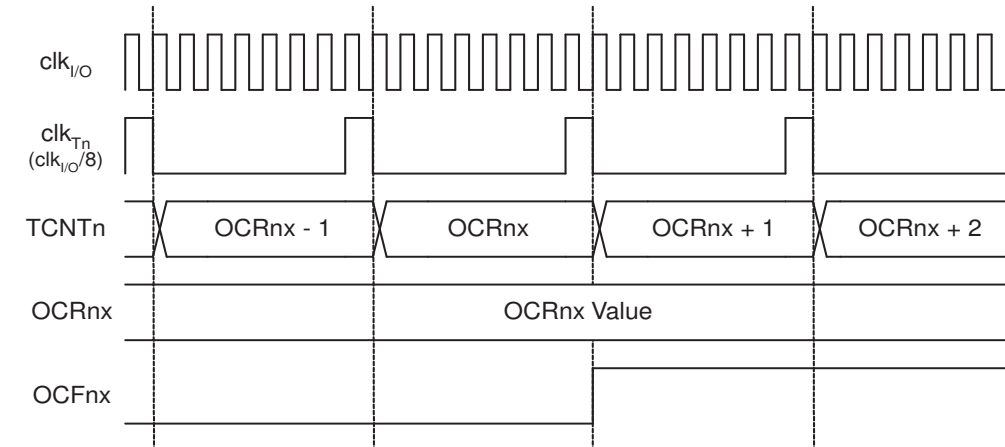 clkI/O
clkTn
(clkI/O/8)
TCNTn
OCRnx - 1
OCRnx
OCRnx + 1
OCRnx + 2
OCRnx
OCRnx Value
OCFnx